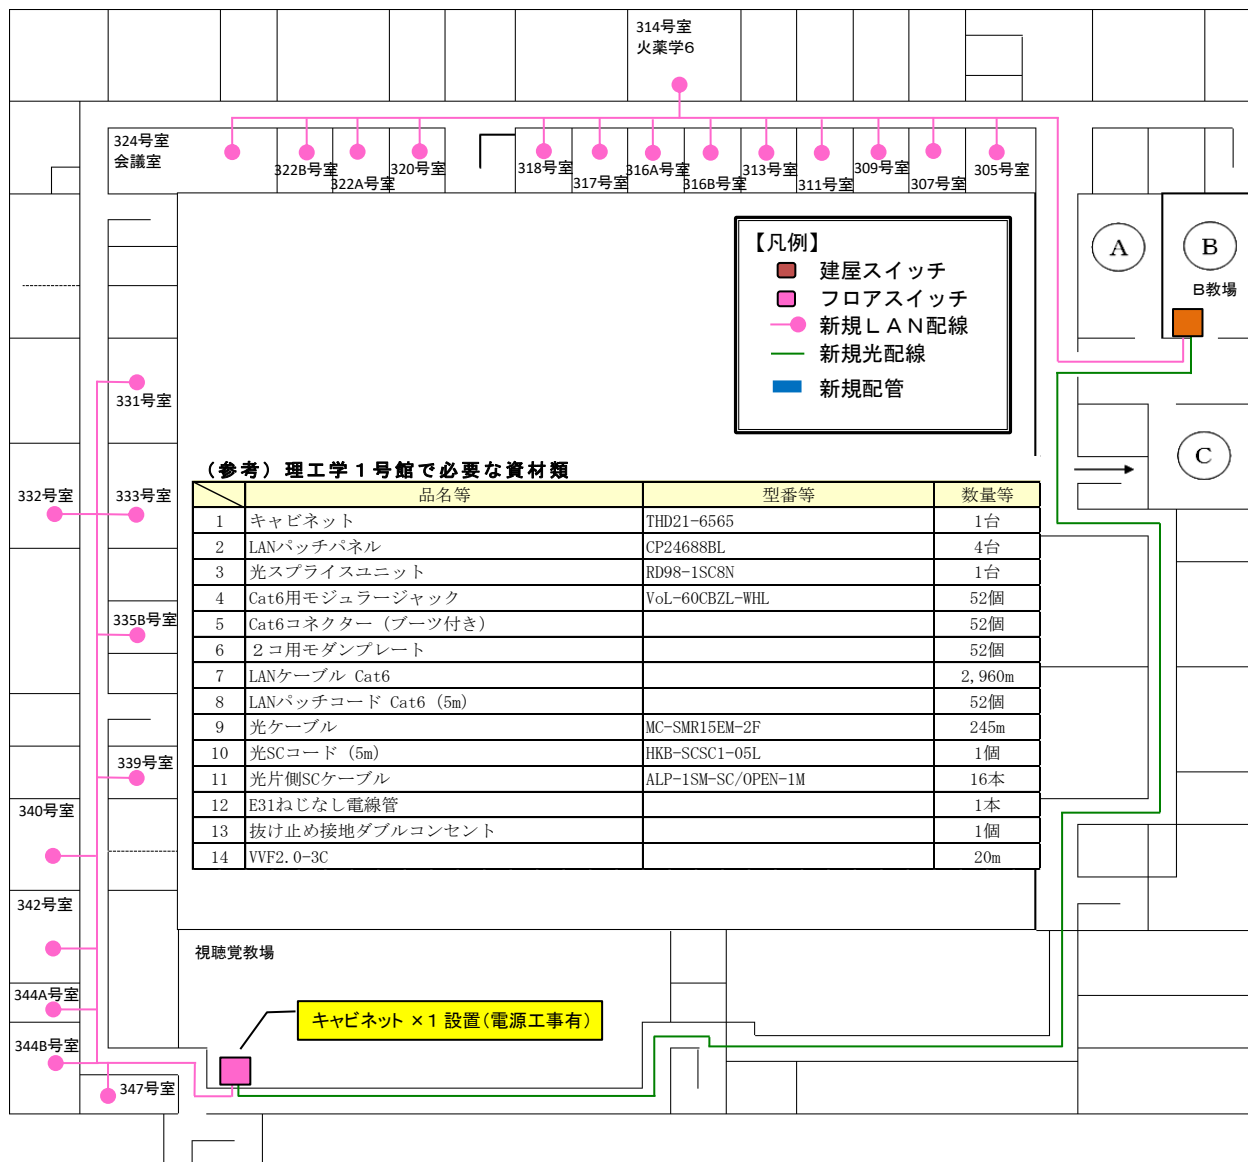 314号室
火薬学6
324号室
会議室
322B号室
322A号室
320号室
318号室
317号室
316A号室
316B号室
313号室
311号室
309号室
307号室
305号室
【凡例】
建屋スイッチ
フロアスイッチ
新規ＬＡＮ配線
新規光配線
新規配管
A
B
B教場
C
331号室
332号室
333号室
335B号室
339号室
340号室
342号室
344A号室
344B号室
347号室
（参考）理工学１号館で必要な資材類
品名等 型番等 数量等
1 キャビネット THD21-6565 1台
2 LANパッチパネル CP24688BL 4台
3 光スプライスユニット RD98-1SC8N 1台
4 Cat6用モジュラージャック VoL-60CBZL-WHL 52個
5 Cat6コネクター（ブーツ付き） 52個
6 ２コ用モダンプレート 52個
7 LANケーブル Cat6 2,960m
8 LANパッチコード Cat6（5m） 52個
9 光ケーブル MC-SMR15EM-2F 245m
10 光SCコード（5m） HKB-SCSC1-05L 1個
11 光片側SCケーブル ALP-1SM-SC/OPEN-1M 16本
12 E31ねじなし電線管 1本
13 抜け止め接地ダブルコンセント 1個
14 VVF2.0-3C 20m
視聴覚教場
キャビネット ×１ 設置（電源工事有）